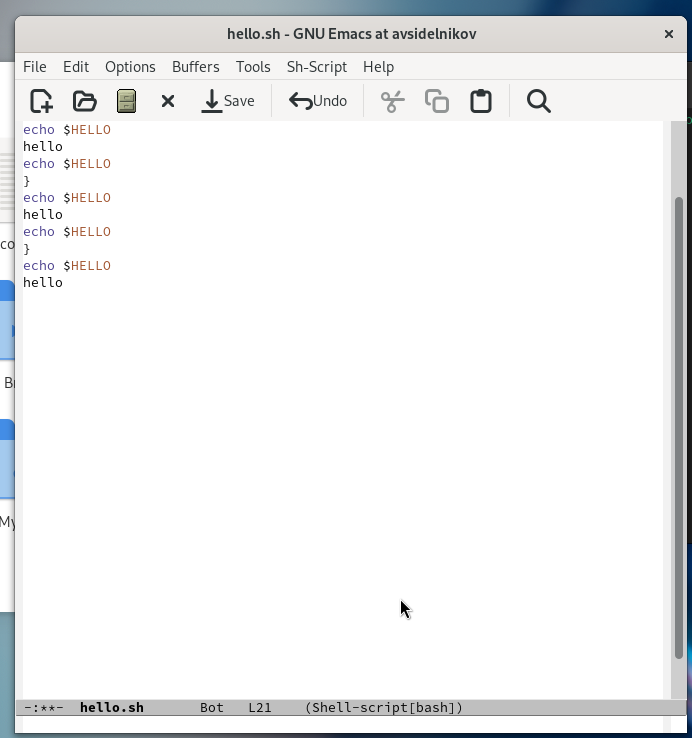 hello.sh - GNU Emacs at avsidelnikov
File Edit Options Buffers Tools Sh-Script Help
Save Undo
echo $HELLO
hello
echo $HELLO
}
echo $HELLO
hello
echo $HELLO
}
echo $HELLO
hello
co
B
My
-:**- hello.sh Bot L21 (Shell-script[bash])